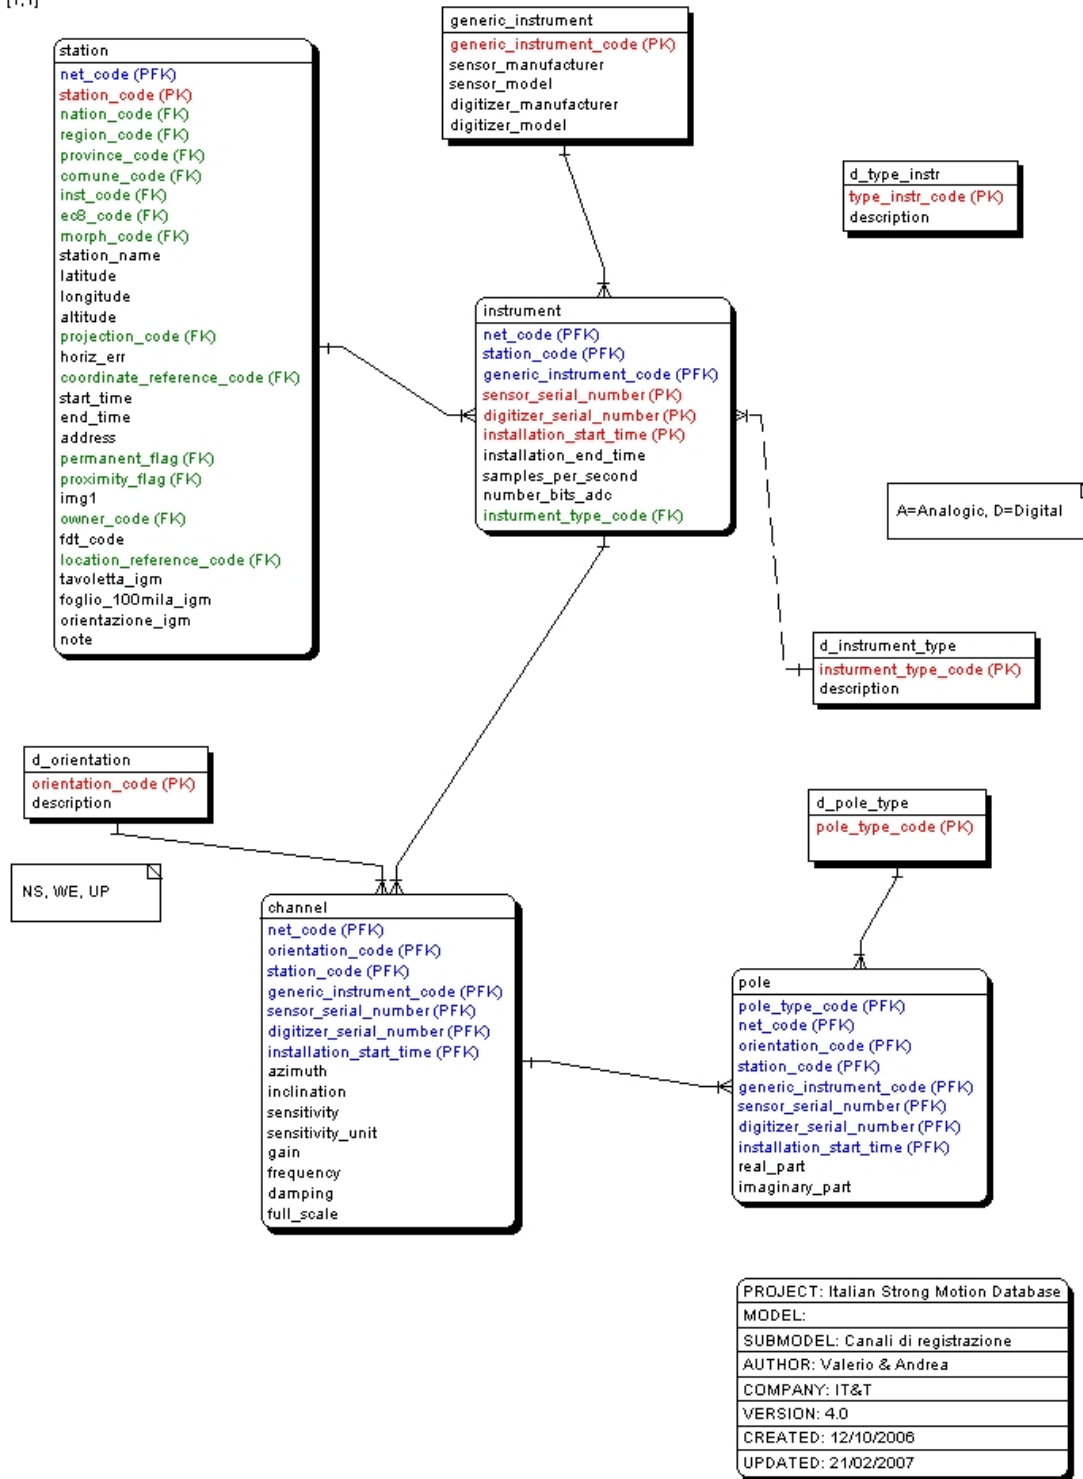 [1,1]
generic_instrument
generic_instrument_code (PK)
sensor_manufacturer
sensor_model
digitizer_manufacturer
digitizer_model
station
net_code (PFK)
station_code (PK)
nation_code (FK)
region_code (FK)
province_code (FK)
comune_code (FK)
inst_code (FK)
ec8_code (FK)
morph_code (FK)
station_name
latitude
longitude
altitude
projection_code (FK)
horiz_err
coordinate_reference_code (FK)
start_time
end_time
address
permanent_flag (FK)
proximity_flag (FK)
img1
owner_code (FK)
fdt_code
location_reference_code (FK)
tavoletta_igm
foglio_100mila_igm
orientazione_igm
note
d_type_instr
type_instr_code (PK)
description
instrument
net_code (PFK)
station_code (PFK)
generic_instrument_code (PFK)
sensor_serial_number (PK)
digitizer_serial_number (PK)
installation_start_time (PK)
installation_end_time
samples_per_second
number_bits_adc
insturment_type_code (FK)
A=Analogic, D=Digital
d_instrument_type
insturment_type_code (PK)
description
d_orientation
orientation_code (PK)
description
NS, WE, UP
d_pole_type
pole_type_code (PK)
channel
net_code (PFK)
orientation_code (PFK)
station_code (PFK)
generic_instrument_code (PFK)
sensor_serial_number (PFK)
digitizer_serial_number (PFK)
installation_start_time (PFK)
azimuth
inclination
sensitivity
sensitivity_unit
gain
frequency
damping
full_scale
pole
pole_type_code (PFK)
net_code (PFK)
orientation_code (PFK)
station_code (PFK)
generic_instrument_code (PFK)
sensor_serial_number (PFK)
digitizer_serial_number (PFK)
installation_start_time (PFK)
real_part
imaginary_part
PROJECT: Italian Strong Motion Database
MODEL:
SUBMODEL: Canali di registrazione
AUTHOR: Valerio & Andrea
COMPANY: IT&T
VERSION: 4.0
CREATED: 12/10/2006
UPDATED: 21/02/2007